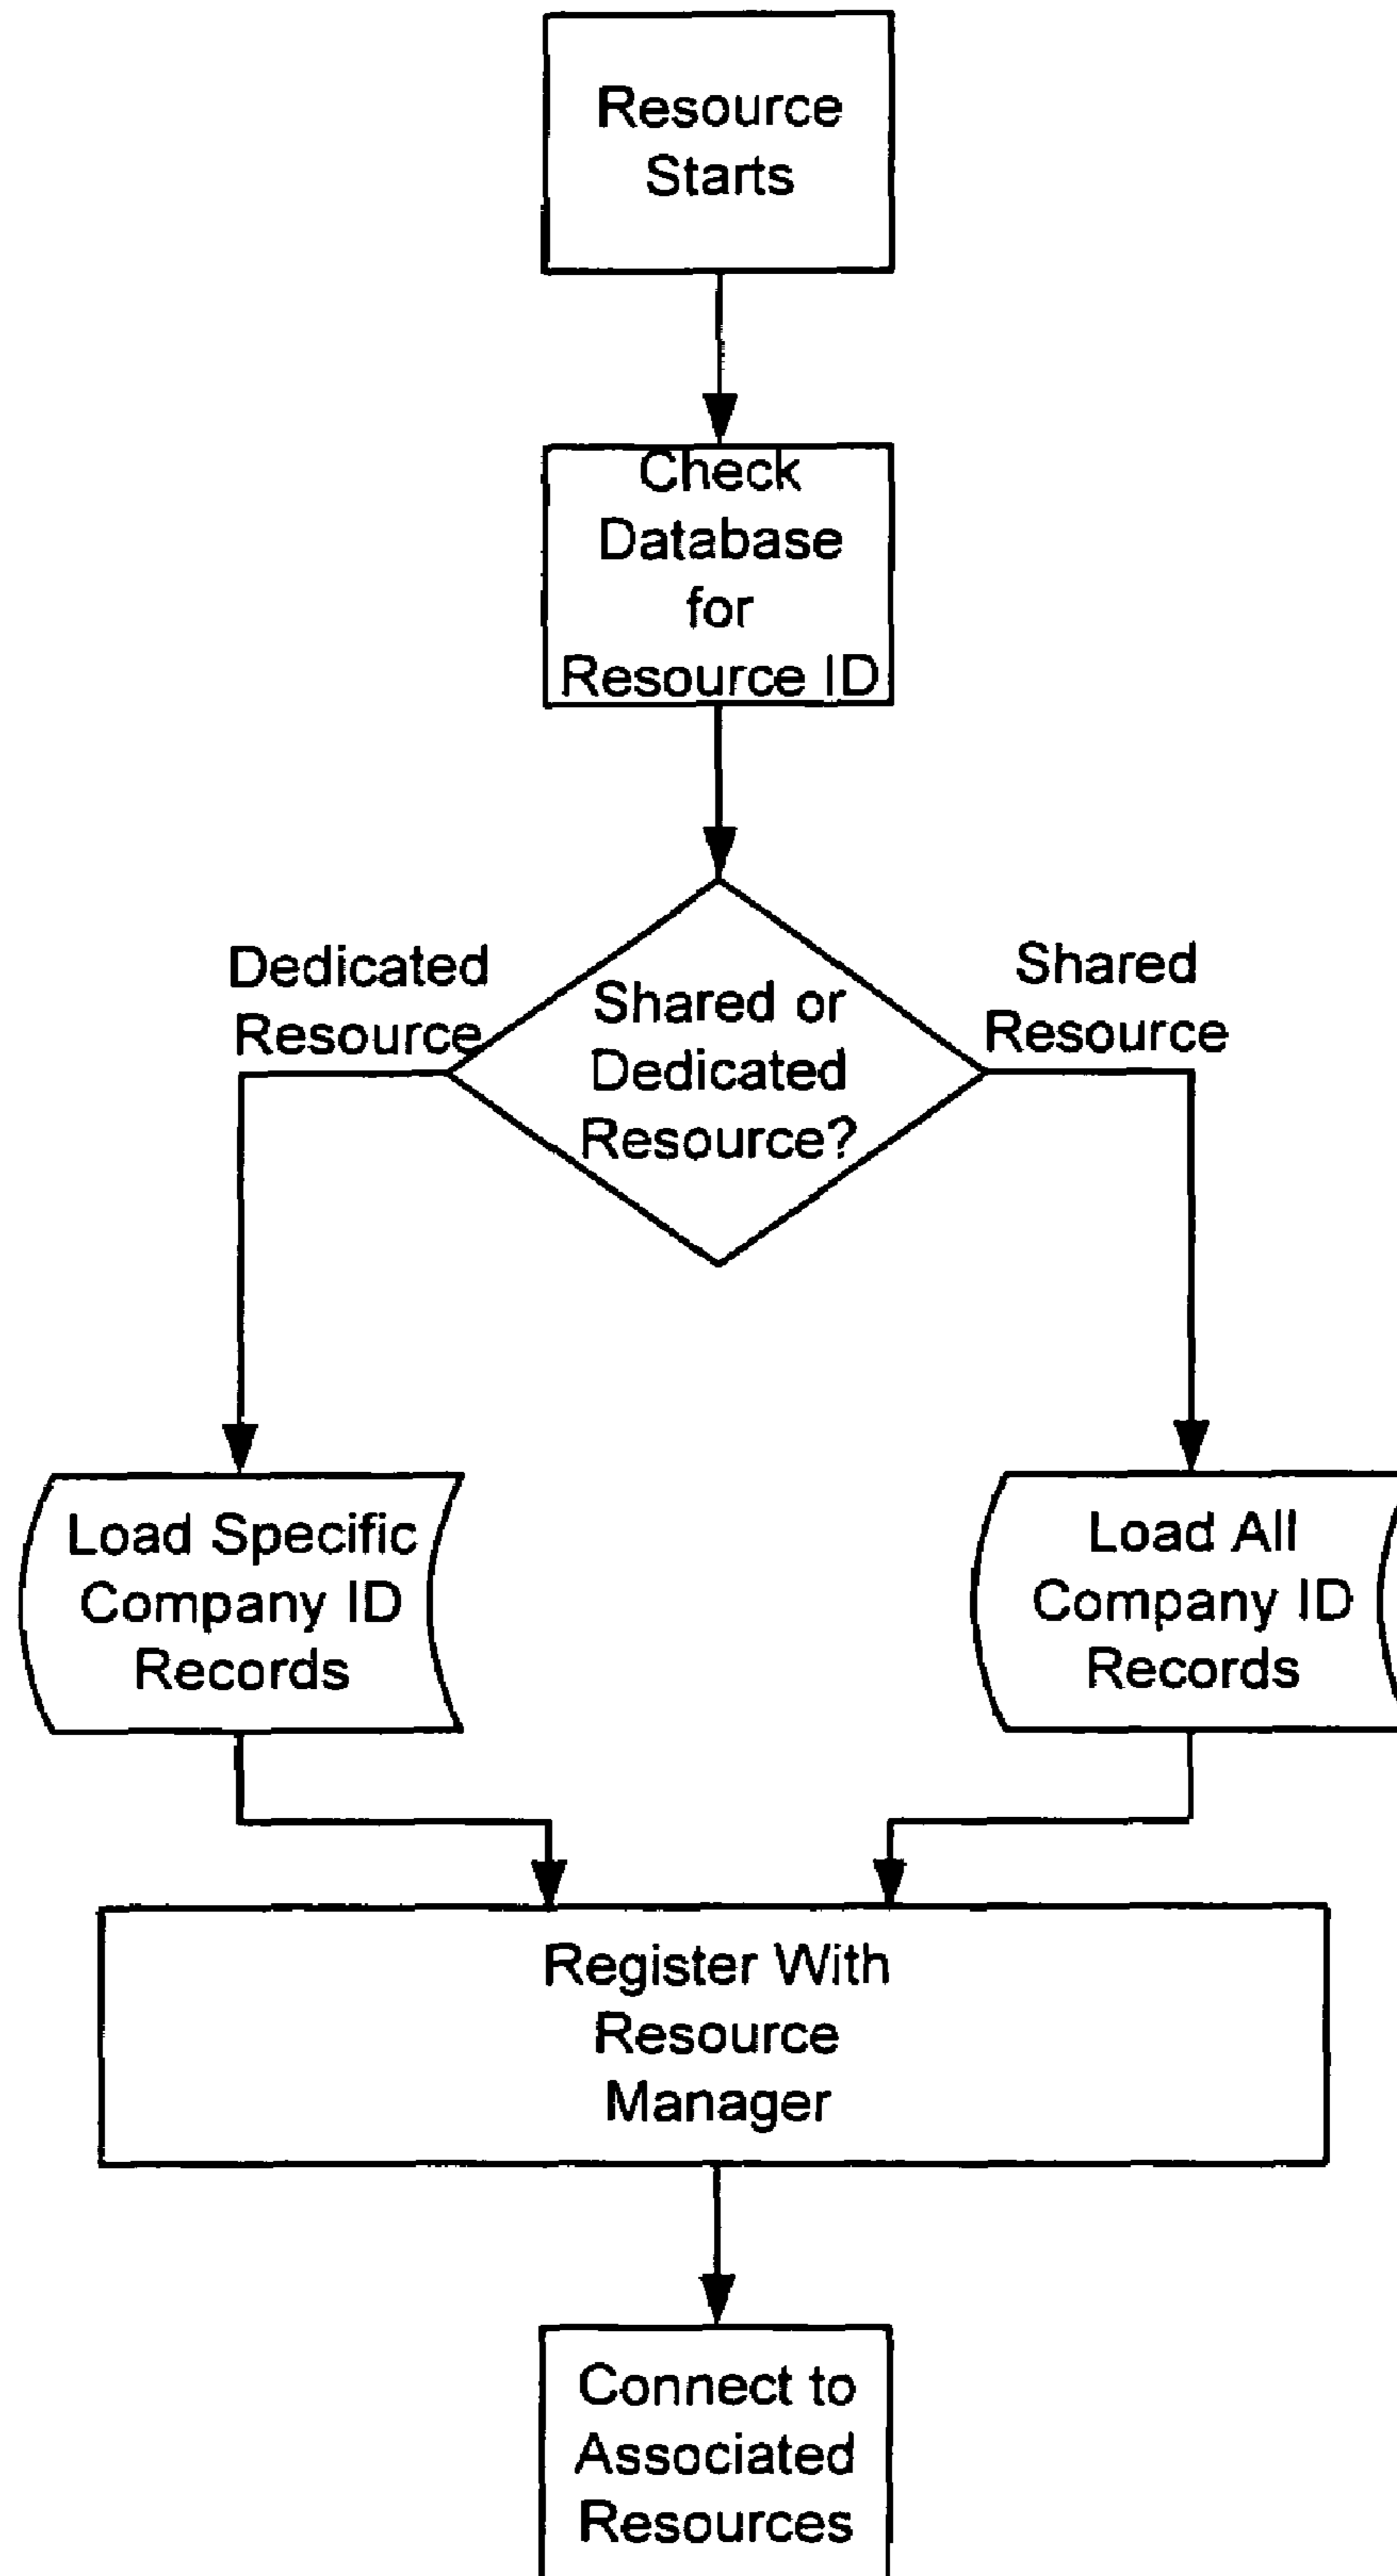 Resource
Starts
Check
Database
for
Resource ID
Dedicated
Resource
Shared or
Dedicated
Resource?
Shared
Resource
Load Specific
Company ID
Records
Load All
Company ID
Records
Register With
Resource
Manager
Connect to
Associated
Resources